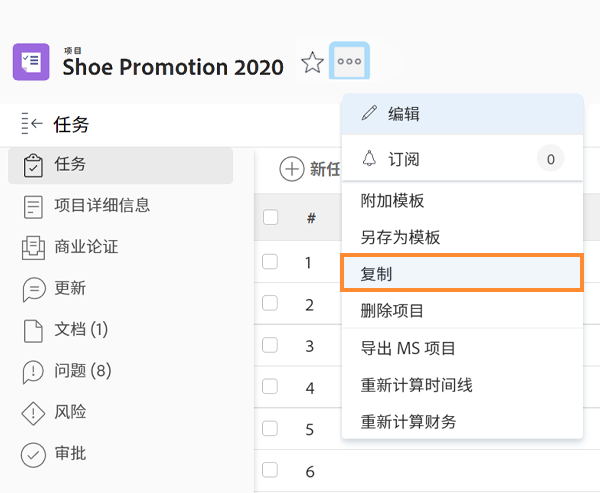 项目
Shoe Promotion 2020
任务
编辑
订阅 0
附加模板
另存为模板
复制
删除项目
导出 MS 项目
重新计算时间线
重新计算财务
任务
项目详细信息
商业论证
更新
文档 (1)
问题 (8)
风险
审批
新任
#
1
2
3
4
5
6